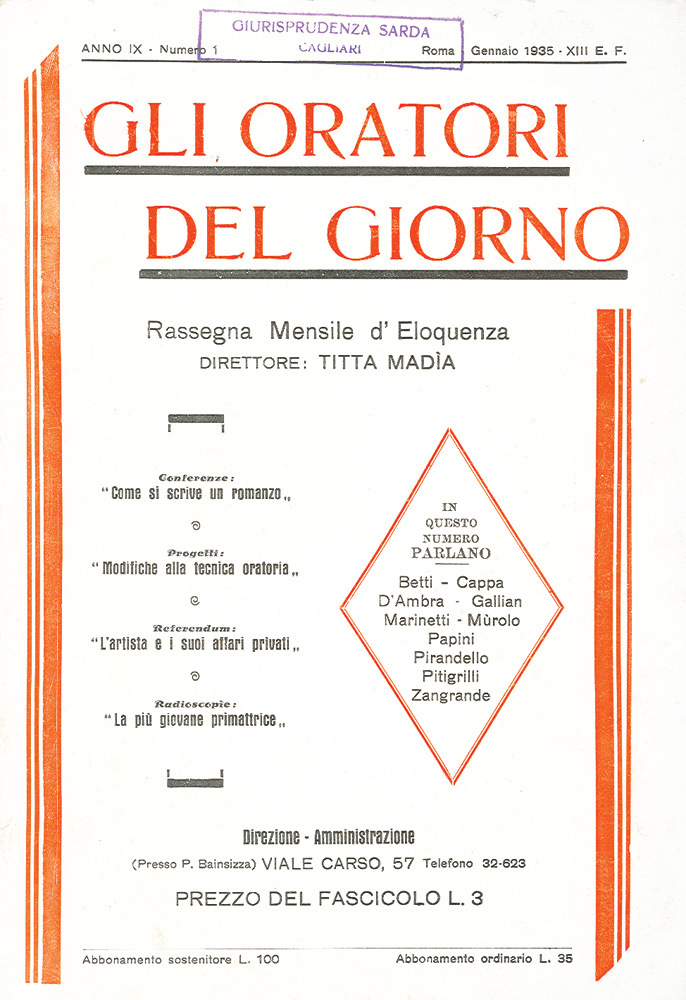 GIURISPRUDENZA SARDA
CAGLIARI
ANNO IX - Numero 1 Roma Gennaio 1935 - XIII E. F.
GLI ORATORI
DEL GIORNO
Rassegna Mensile d' Eloquenza
DIRETTORE: TITTA MADÌA
Conferenze:
“Come si scrive un romanzo„
Progetti:
“Modifiche alla tecnica oratoria„
Referendum:
“L'artista e i suoi affari privati„
Radioscopie:
“La più giovane primattrice„
IN
QUESTO
NUMERO
PARLANO
Betti - Cappa
D'Ambra - Gallian
Marinetti - Mùrolo
Papini
Pirandello
Pitigrilli
Zangrande
Direzione - Amministrazione
(Presso P. Bainsizza) VIALE CARSO, 57 Telefono 32-623
PREZZO DEL FASCICOLO L. 3
Abbonamento sostenitore L. 100 Abbonamento ordinario L. 35